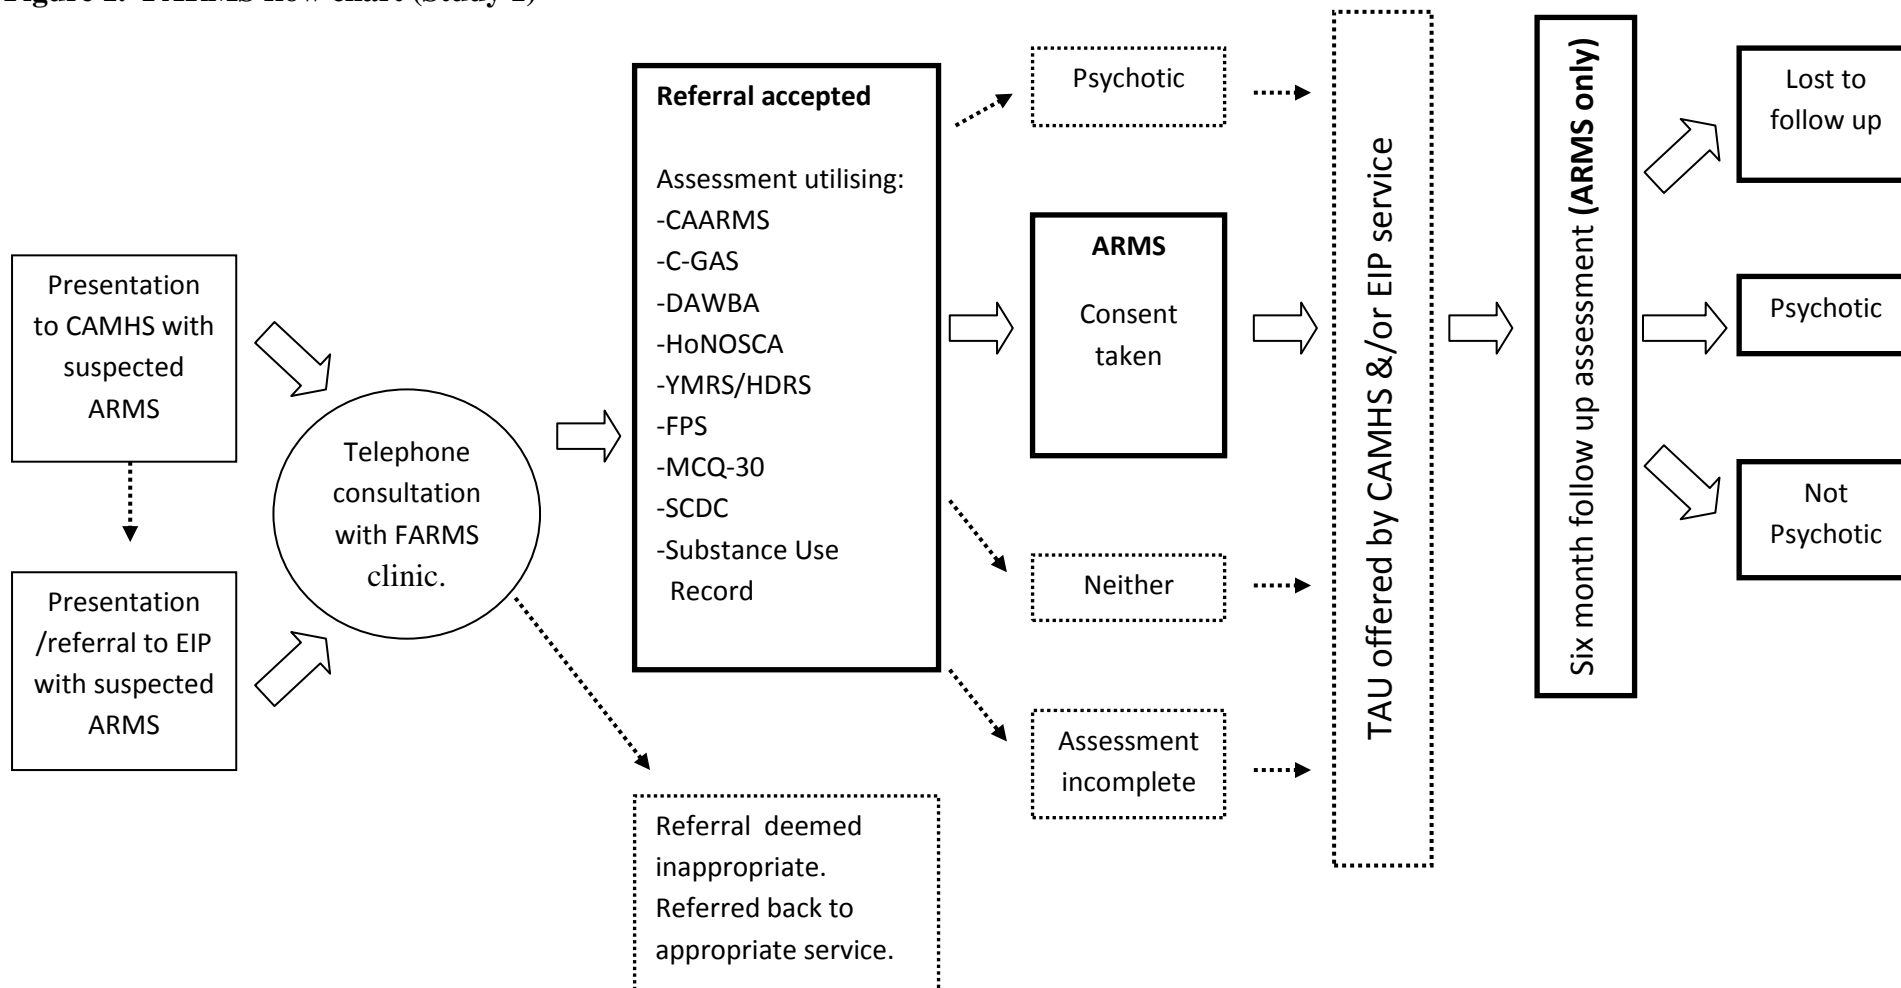 Presentation
to CAMHS with
suspected
ARMS
Presentation
/referral to EIP
with suspected
ARMS
Telephone
consultation
with FARMS
clinic.
Referral accepted
Assessment utilising:
-CAARMS
-C-GAS
-DAWBA
-HoNOSCA
-YMRS/HDRS
-FPS
-MCQ-30
-SCDC
-Substance Use
Record
Referral deemed
inappropriate.
Referred back to
appropriate service.
Psychotic
ARMS
Consent
taken
Neither
Assessment
incomplete
TAU offered by CAMHS &/or EIP service
Six month follow up assessment (ARMS only)
Lost to
follow up
Psychotic
Not
Psychotic